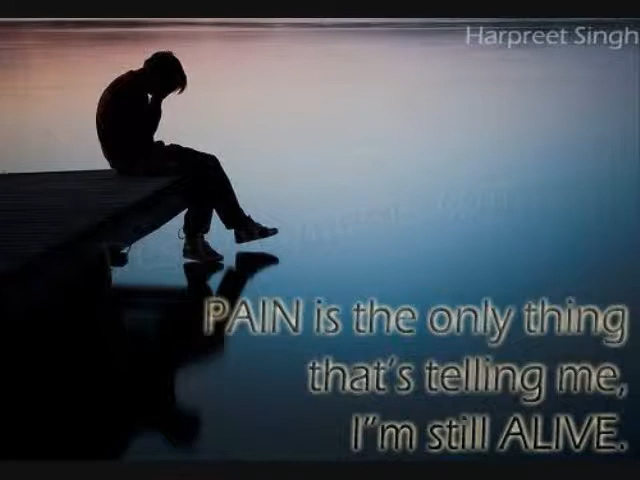 Harpreet Singh
PAIN is the only thing
that's telling me,
I"m still ALIVE.